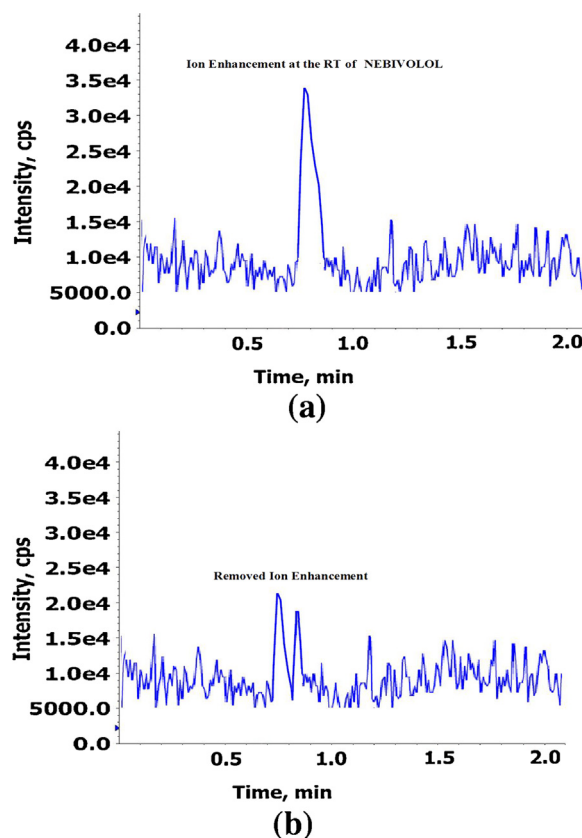 4.0e4
Ion Enhancement at the RT of NEBIVOLOL
3.5e4
3.0e4
2.5e4
2.0e4
1.5e4
1.0e4
5000.0
0.0
Intensity, cps
0.5 1.0 1.5 2.0
Time, min
(a)
4.0e4
3.5e4
3.0e4
2.5e4
Removed Ion Enhancement
2.0e4
1.5e4
1.0e4
5000.0
0.0
Intensity, cps
0.5 1.0 1.5 2.0
Time, min
(b)